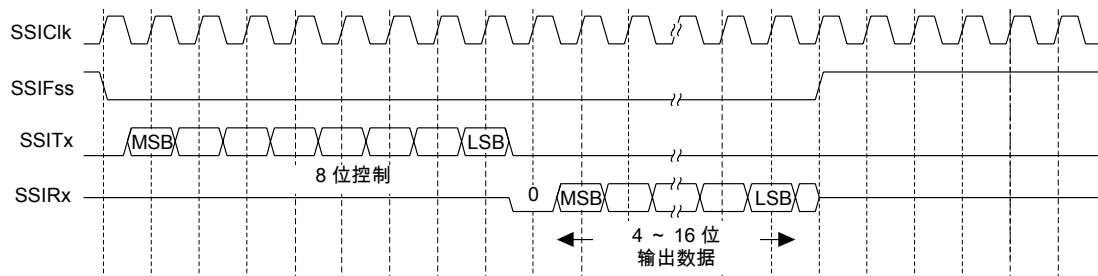 SSIClk
SSIFss
SSITx
MSB
LSB
8 位控制
SSIRx
0
MSB
LSB
4 ~ 16 位
输出数据